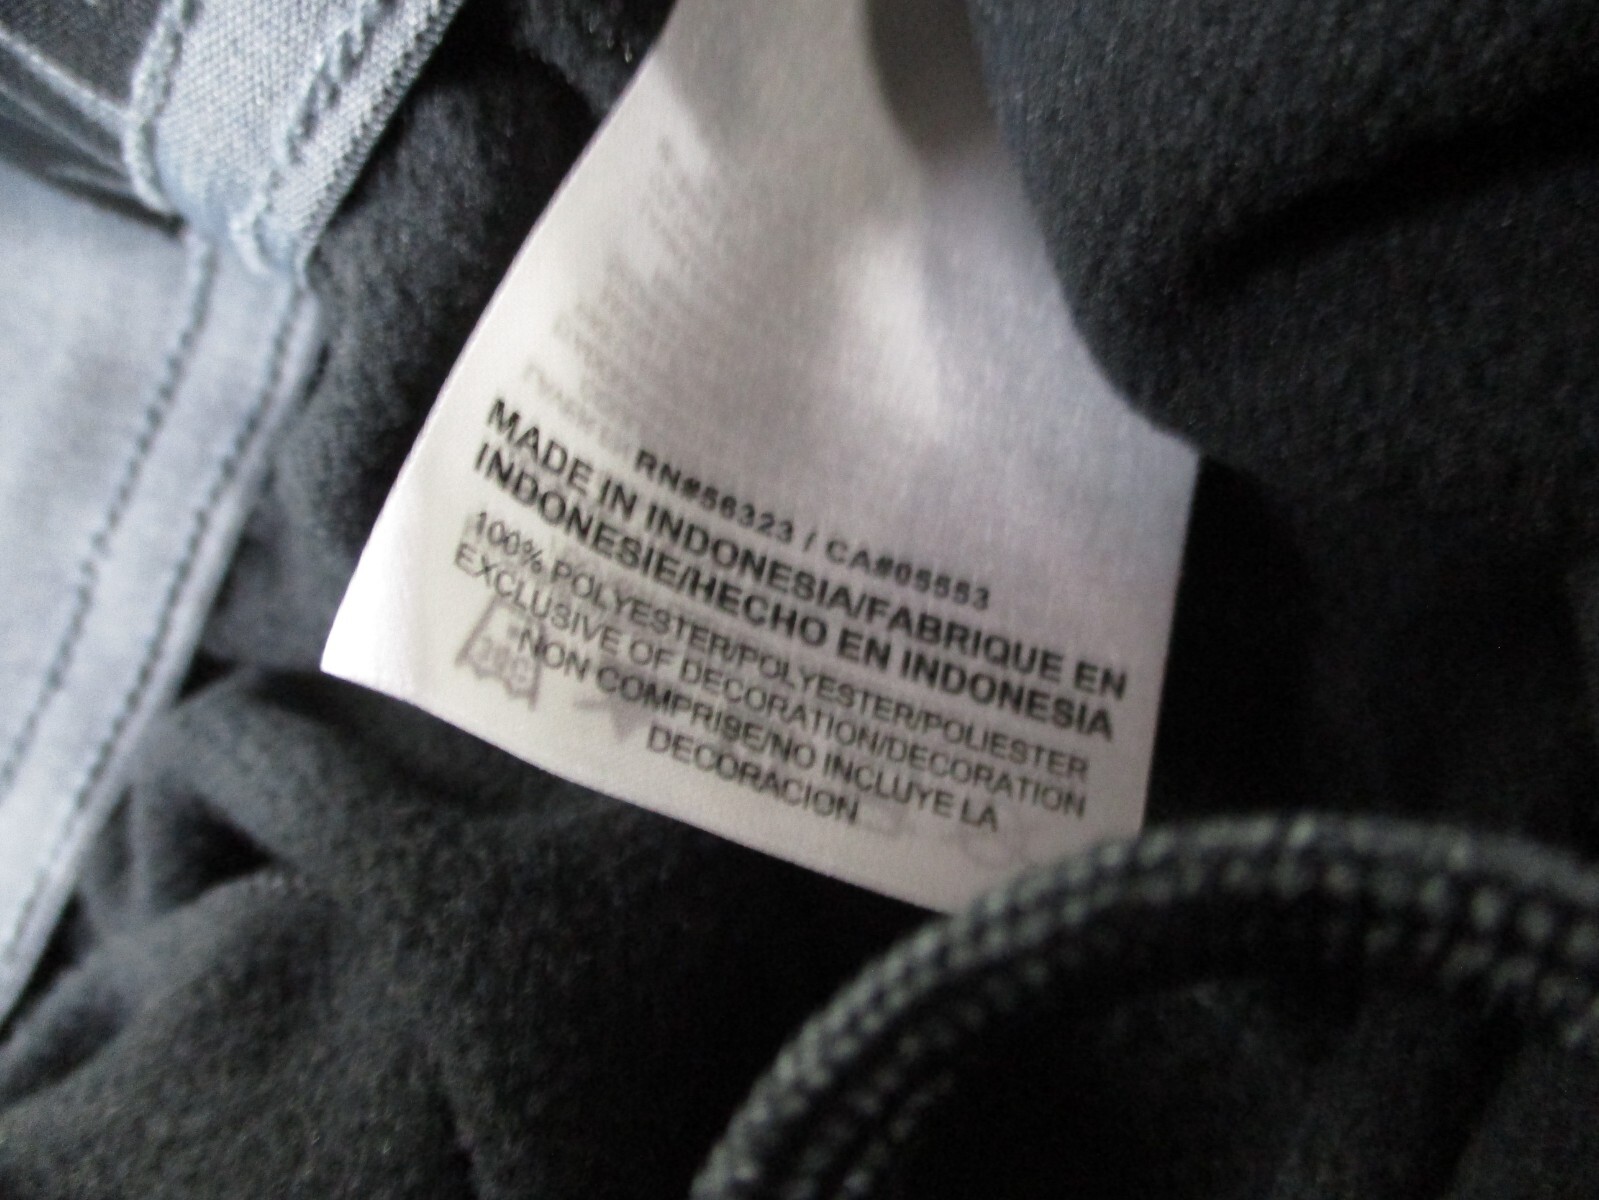 RN#56323 / CA#05553
MADE IN INDONESIA/FABRIQUE EN
INDONESIE/HECHO EN INDONESIA
100% POLYESTER/POLYESTER/POLIESTER
EXCLUSIVE OF DECORATION/DECORATION
NON COMPRISE/NO INCLUYE LA
DECORACION